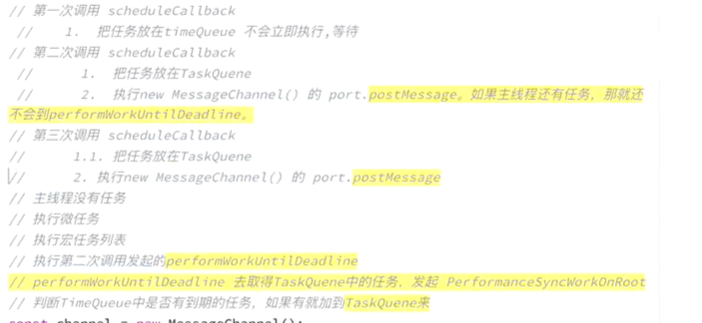 // 第一次调用 scheduleCallback
//    1.  把任务放在timeQueue 不会立即执行,等待
// 第二次调用 scheduleCallback
//      1.  把任务放在TaskQuene
//      2.  执行new MessageChannel() 的 port.postMessage。如果主线程还有任务, 那就还
不会到performWorkUntilDeadline。
// 第三次调用 scheduleCallback
//      1.1. 把任务放在TaskQuene
//      2. 执行new MessageChannel() 的 port.postMessage
// 主线程没有任务
// 执行微任务
// 执行宏任务列表
// 执行第二次调用发起的performWorkUntilDeadline
// performWorkUntilDeadline 去取得TaskQuene中的任务. 发起 PerformanceSyncWorkOnRoot
// 判断TimeQueue中是否有到期的任务, 如果有就加到TaskQuene来
const channel = new MessageChannel();